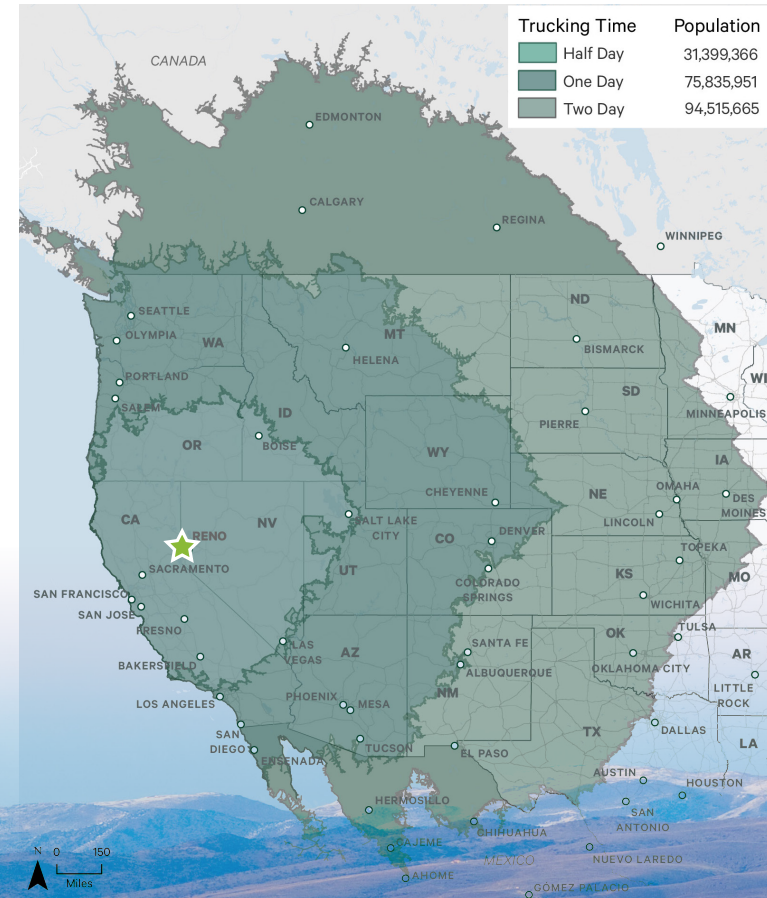 Trucking Time Population
Half Day 31,399,366
One Day 75,835,951
Two Day 94,515,665
CANADA
EDMONTON
CALGARY
REGINA
WINNIPEG
SEATTLE
OLYMPIA
WA
PORTLAND
SALEM
MT
HELENA
ND
BISMARCK
MN
WI
MINNEAPOLIS
SD
PIERRE
ID
BOISE
OR
WY
CHEYENNE
IA
OMAHA
DES
MOINES
NE
LINCOLN
CA
NV
RENO
SALT LAKE
CITY
CO
DENVER
COLORADO
SPRINGS
TOPEKA
SACRAMENTO
UT
KS
MO
WICHITA
SAN FRANCISCO
SAN JOSE
FRESNO
BAKERSFIELD
LAS
VEGAS
AZ
SANTA FE
ALBUQUERQUE
NM
OK
OKLAHOMA CITY
TULSA
AR
LITTLE
ROCK
LOS ANGELES
PHOENIX
MESA
TUCSON
SAN
DIEGO
ENSENADA
EL PASO
TX
DALLAS
LA
AUSTIN
HOUSTON
SAN
ANTONIO
HERMOSILLO
CHIHUAHUA
CAJEME
AHOME
MEXICO
NUEVO LAREDO
GÓMEZ PALACIO
N 0 150
Miles